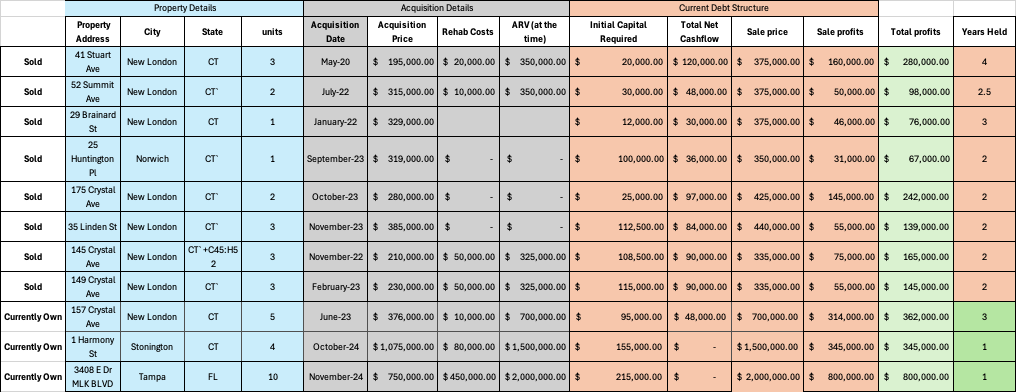 Property Details Acquisition Details Current Debt Structure
Property Address City State units Acquisition Date Acquisition Price Rehab Costs ARV (at the time) Initial Capital Required Total Net Cashflow Sale price Sale profits Total profits Years Held
Sold 41 Stuart Ave New London CT 3 May-20 $ 195,000.00 $ 20,000.00 $ 350,000.00 $ 20,000.00 $ 120,000.00 $ 375,000.00 $ 160,000.00 $ 280,000.00 4
Sold 52 Summit Ave New London CT` 2 July-22 $ 315,000.00 $ 10,000.00 $ 350,000.00 $ 30,000.00 $ 48,000.00 $ 375,000.00 $ 50,000.00 $ 98,000.00 2.5
Sold 29 Brainard St New London CT 1 January-22 $ 329,000.00 $ 12,000.00 $ 30,000.00 $ 375,000.00 $ 46,000.00 $ 76,000.00 3
Sold 25 Huntington Pl Norwich CT` 1 September-23 $ 319,000.00 $ - $ - $ 100,000.00 $ 36,000.00 $ 350,000.00 $ 31,000.00 $ 67,000.00 2
Sold 175 Crystal Ave New London CT` 2 October-23 $ 280,000.00 $ - $ - $ 25,000.00 $ 97,000.00 $ 425,000.00 $ 145,000.00 $ 242,000.00 2
Sold 35 Linden St New London CT` 3 November-23 $ 385,000.00 $ - $ - $ 112,500.00 $ 84,000.00 $ 440,000.00 $ 55,000.00 $ 139,000.00 2
Sold 145 Crystal Ave New London CT`+C45:H52 3 November-22 $ 210,000.00 $ 50,000.00 $ 325,000.00 $ 108,500.00 $ 90,000.00 $ 335,000.00 $ 75,000.00 $ 165,000.00 2
Sold 149 Crystal Ave New London CT` 3 February-23 $ 230,000.00 $ 50,000.00 $ 325,000.00 $ 115,000.00 $ 90,000.00 $ 335,000.00 $ 55,000.00 $ 145,000.00 2
Currently Own 157 Crystal Ave New London CT 5 June-23 $ 376,000.00 $ 10,000.00 $ 700,000.00 $ 95,000.00 $ 48,000.00 $ 700,000.00 $ 314,000.00 $ 362,000.00 3
Currently Own 1 Harmony St Stonington CT 4 October-24 $ 1,075,000.00 $ 80,000.00 $ 1,500,000.00 $ 155,000.00 $ - $ 1,500,000.00 $ 345,000.00 $ 345,000.00 1
Currently Own 3408 E Dr MLK BLVD Tampa FL 10 November-24 $ 750,000.00 $ 450,000.00 $ 2,000,000.00 $ 215,000.00 $ - $ 2,000,000.00 $ 800,000.00 $ 800,000.00 1